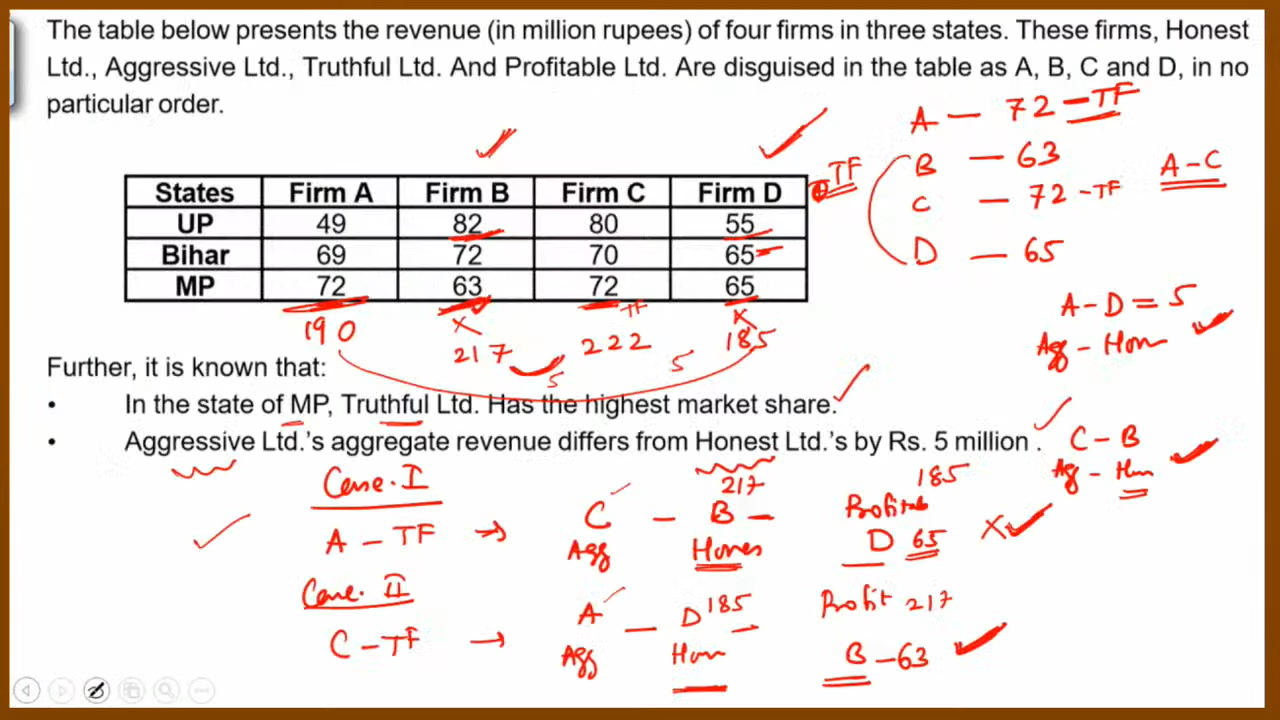 The table below presents the revenue (in million rupees) of four firms in three states. These firms, Honest
Ltd., Aggressive Ltd., Truthful Ltd. And Profitable Ltd. Are disguised in the table as A, B, C and D, in no
particular order.
A — 72 — TF
B — 63
A - C
C — 72 - TF
D — 65
TF
States Firm A Firm B Firm C Firm D
UP 49 82 80 55
Bihar 69 72 70 65
MP 72 63 72 65
TF
190 217 222 185
x x
5 5
A - D = 5
Ag - Hon
Further, it is known that:
• In the state of MP, Truthful Ltd. Has the highest market share.
• Aggressive Ltd.'s aggregate revenue differs from Honest Ltd.'s by Rs. 5 million .
C - B
Ag - Hon
Case. I
217 185
A - TF → C — B — D 65
Agg Hones
Case. II
185 Profit 217
C - TF → A — D — B - 63
Agg Hon